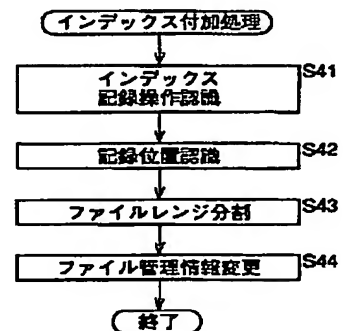 インデックス付加処理
インデックス
記録操作認識
S41
記録位置認識
S42
ファイルレンジ分割
S43
ファイル管理情報変更
S44
終了